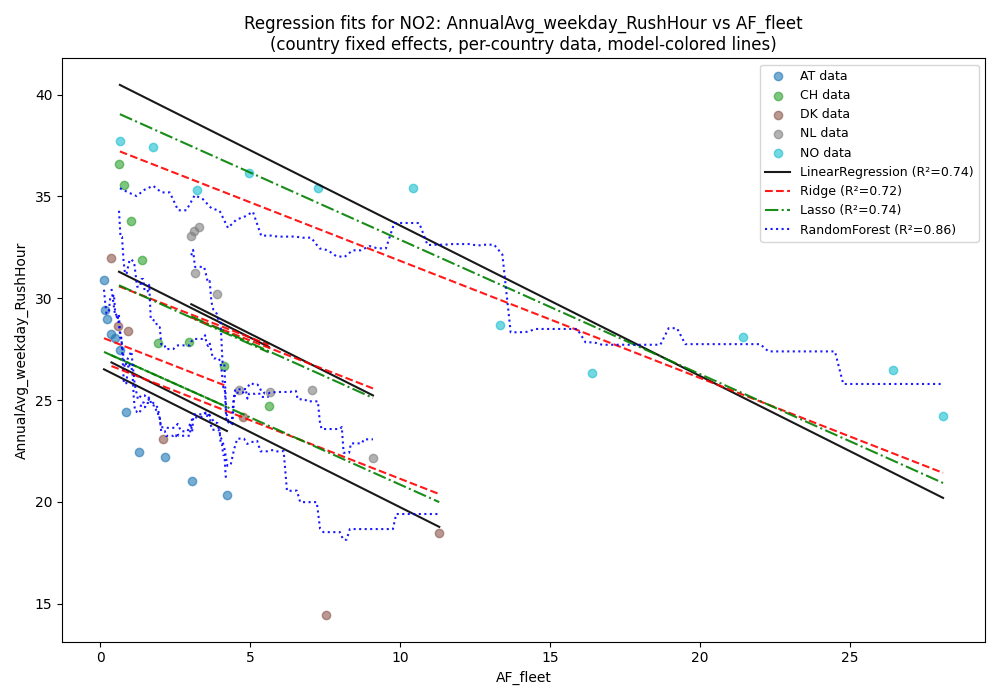 Regression fits for NO2: AnnualAvg_weekday_RushHour vs AF_fleet
(country fixed effects, per-country data, model-colored lines)
AT data
CH data
DK data
NL data
NO data
LinearRegression (R²=0.74)
Ridge (R²=0.72)
Lasso (R²=0.74)
RandomForest (R²=0.86)
AnnualAvg_weekday_RushHour
40
35
30
25
20
15
0
5
10
15
20
25
AF_fleet